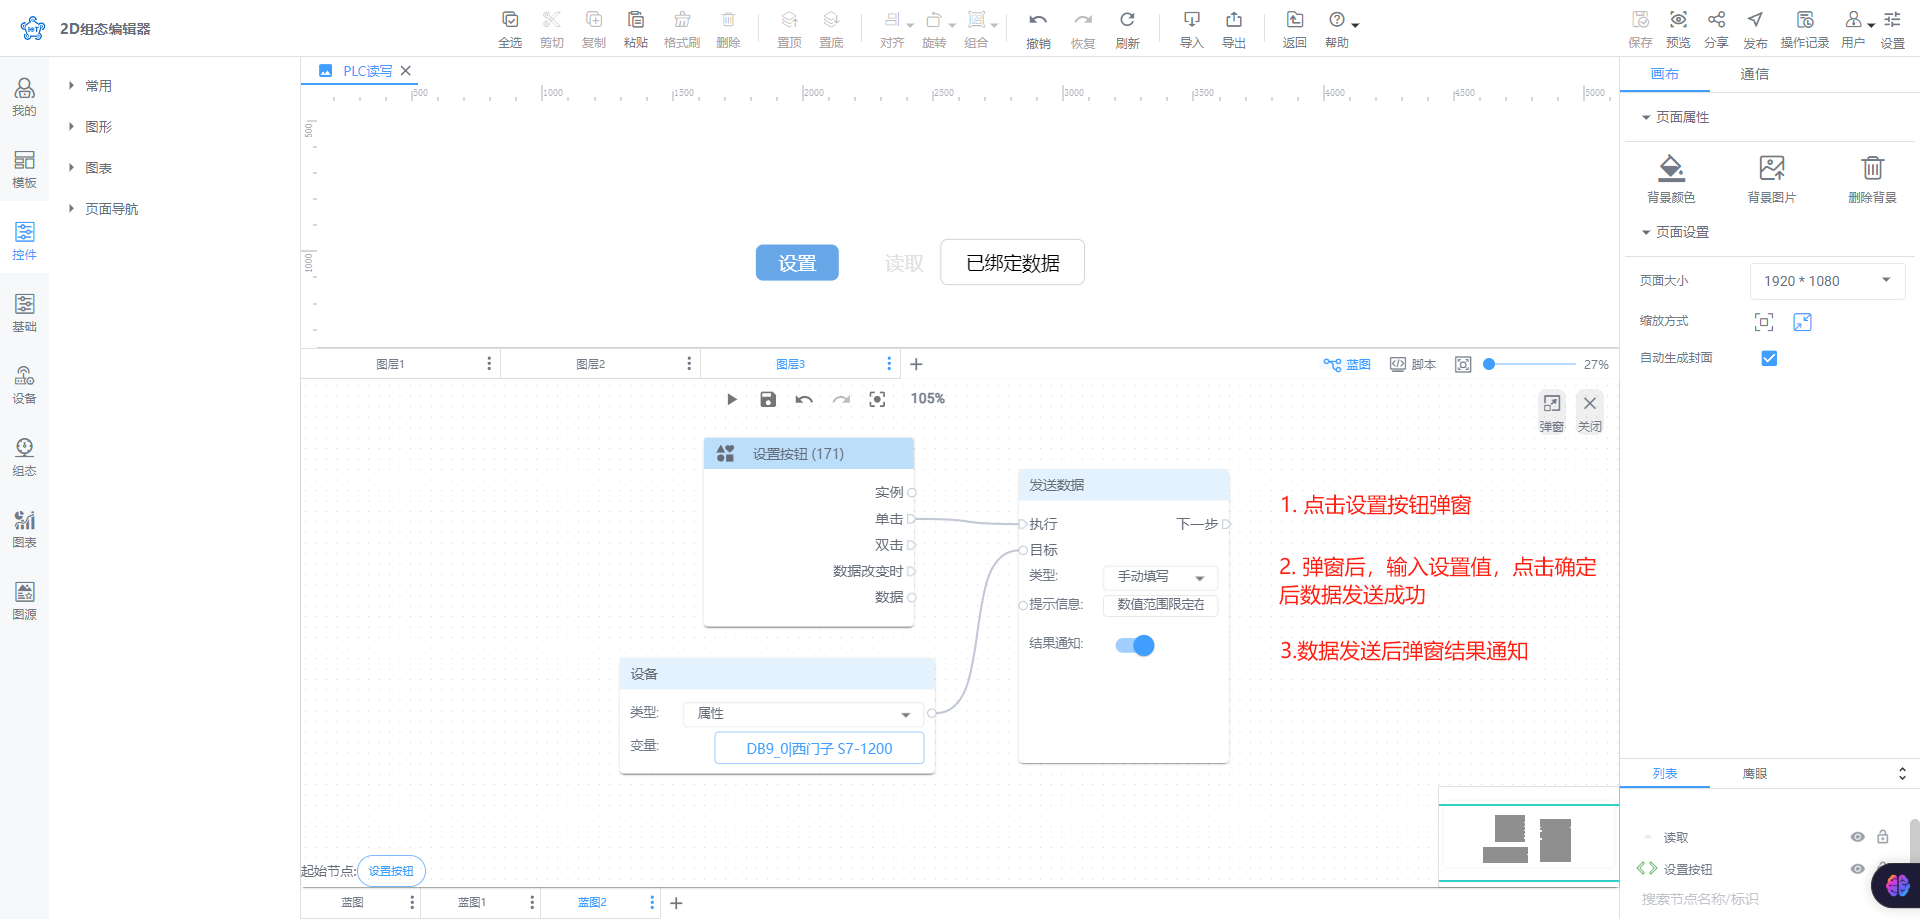 2D组态编辑器
全选 剪切 复制 粘贴 格式刷 删除 置顶 置底 对齐 旋转 组合 撤销 恢复 刷新 导入 导出 返回 帮助 保存 预览 分享 发布 操作记录 用户 设置
我的
模板
控件
基础
设备
组态
图表
图源
常用
图形
图表
页面导航
PLC读写
500 1000 1500 2000 2500 3000 3500 4000 4500 5000
500
1000
设置 读取 已绑定数据
图层1 图层2 图层3 蓝图 脚本 27%
105%
弹窗 关闭
设置按钮 (171)
实例
单击
双击
数据改变时
数据
设备
类型: 属性
变量: DB9_0|西门子 S7-1200
发送数据
执行 下一步
目标
类型: 手动填写
提示信息: 数值范围限定在
结果通知:
1. 点击设置按钮弹窗
2. 弹窗后，输入设置值，点击确定
后数据发送成功
3.数据发送后弹窗结果通知
起始节点: 设置按钮
蓝图 蓝图1 蓝图2
画布 通信
页面属性
背景颜色 背景图片 删除背景
页面设置
页面大小 1920 * 1080
缩放方式
自动生成封面
列表 鹰眼
读取
设置按钮
搜索节点名称/标识